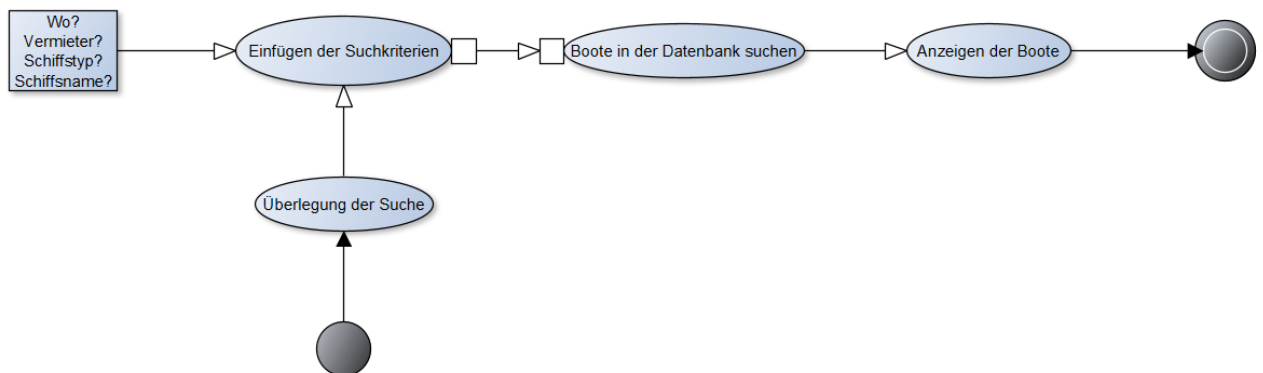 Wo?
Vermieter?
Schiffstyp?
Schiffsname?
Einfügen der Suchkriterien
Boote in der Datenbank suchen
Anzeigen der Boote
Überlegung der Suche